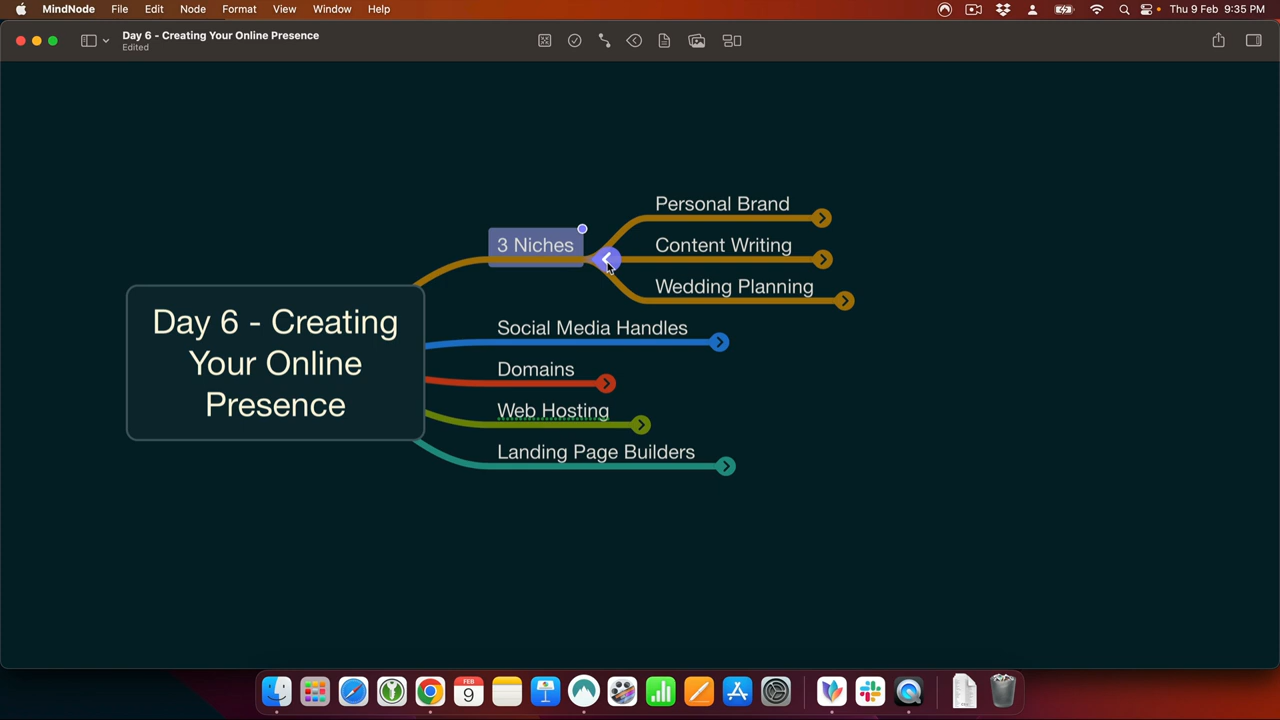 MindNode File Edit Node Format View Window Help Thu 9 Feb 9:35 PM
Day 6 - Creating Your Online Presence
Edited
Personal Brand
3 Niches
Content Writing
Wedding Planning
Day 6 - Creating
Your Online
Presence
Social Media Handles
Domains
Web Hosting
Landing Page Builders
FEB
9